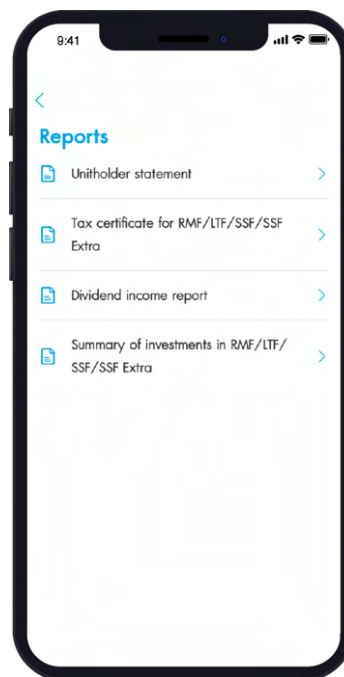 9:41
Reports
Unitholder statement
Tax certificate for RMF/LTF/SSF/SSF
Extra
Dividend income report
Summary of investments in RMF/LTF/
SSF/SSF Extra